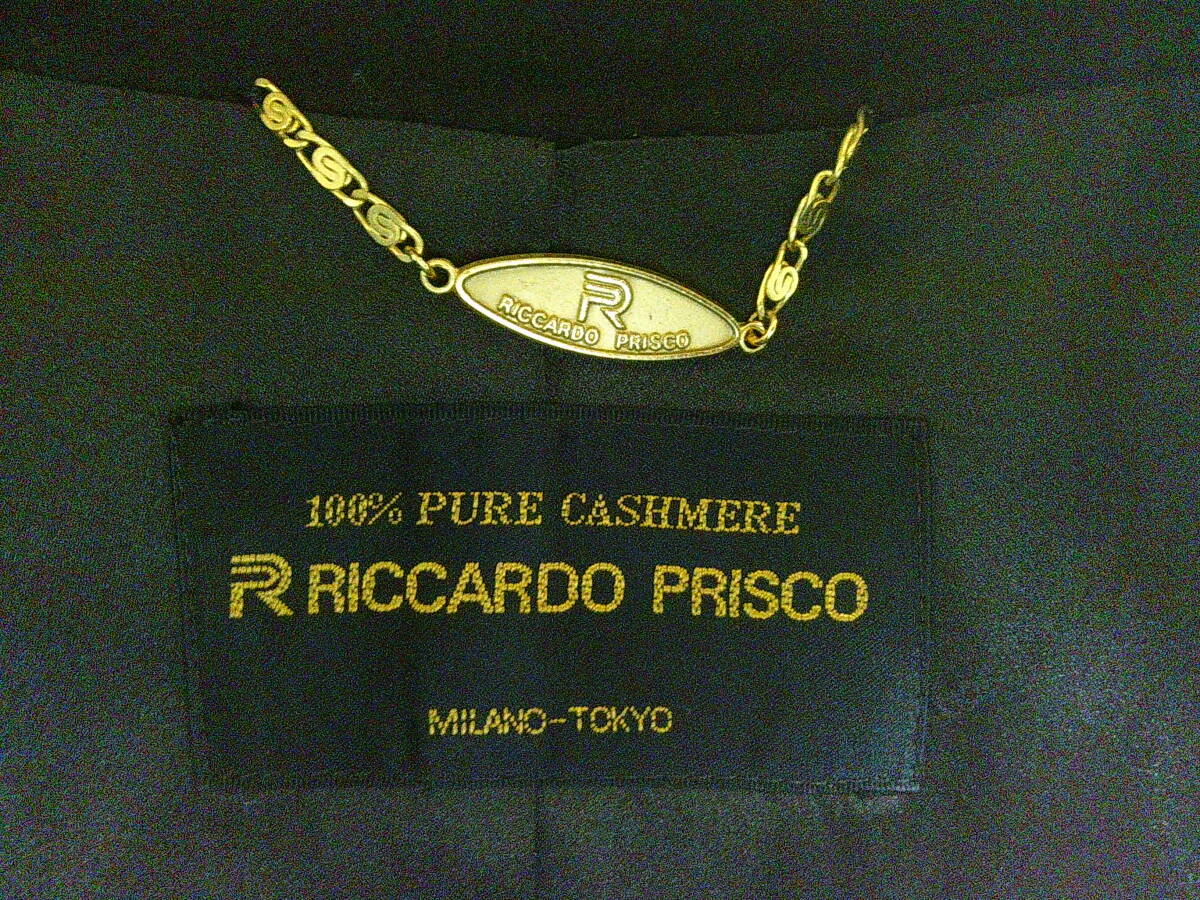 R
RICCARDO PRISCO
100% PURE CASHMERE
R RICCARDO PRISCO
MILANO-TOKYO